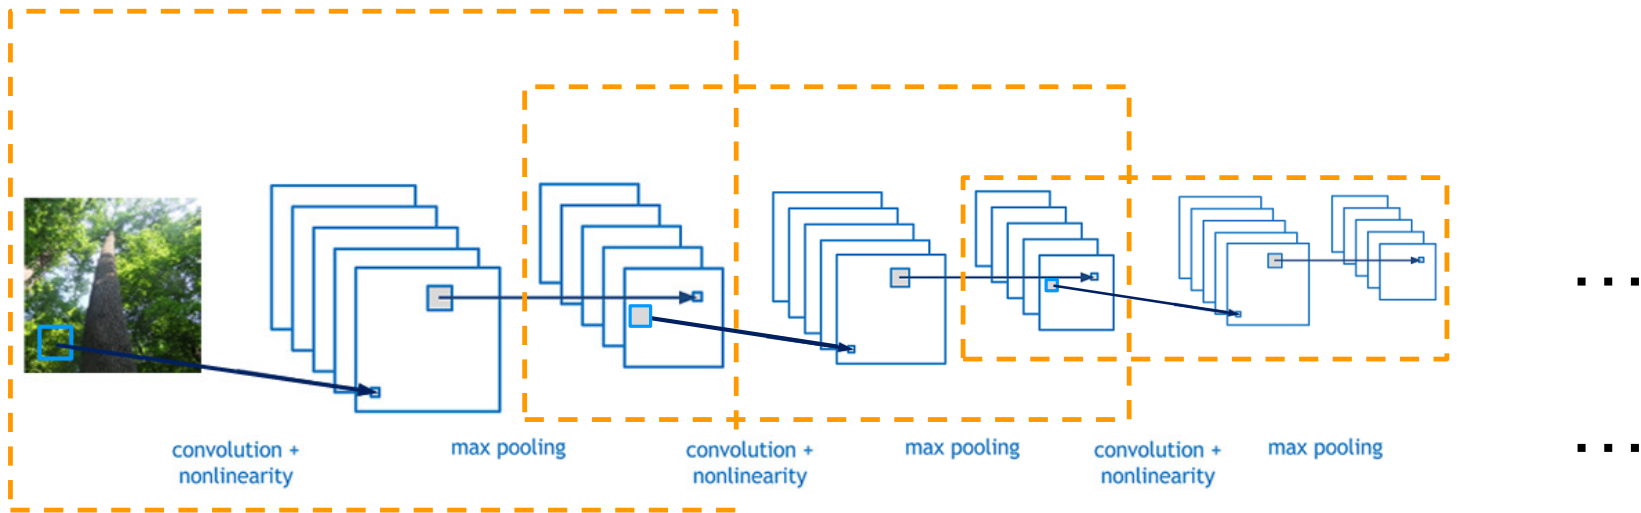 . . .
convolution +
nonlinearity
max pooling
convolution +
nonlinearity
max pooling
convolution +
nonlinearity
max pooling
. . .